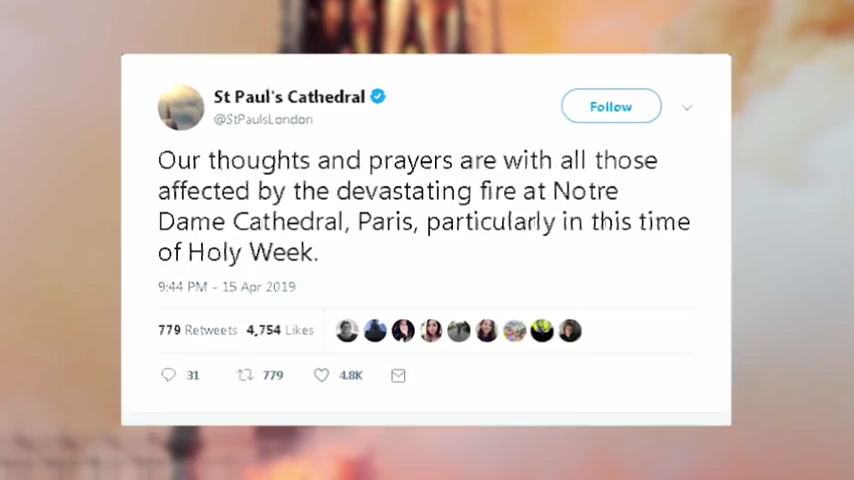 St Paul's Cathedral
@StPaulsLondon
Follow
Our thoughts and prayers are with all those
affected by the devastating fire at Notre
Dame Cathedral, Paris, particularly in this time
of Holy Week.
9:44 PM - 15 Apr 2019
779 Retweets 4,754 Likes
31 779 4.8K